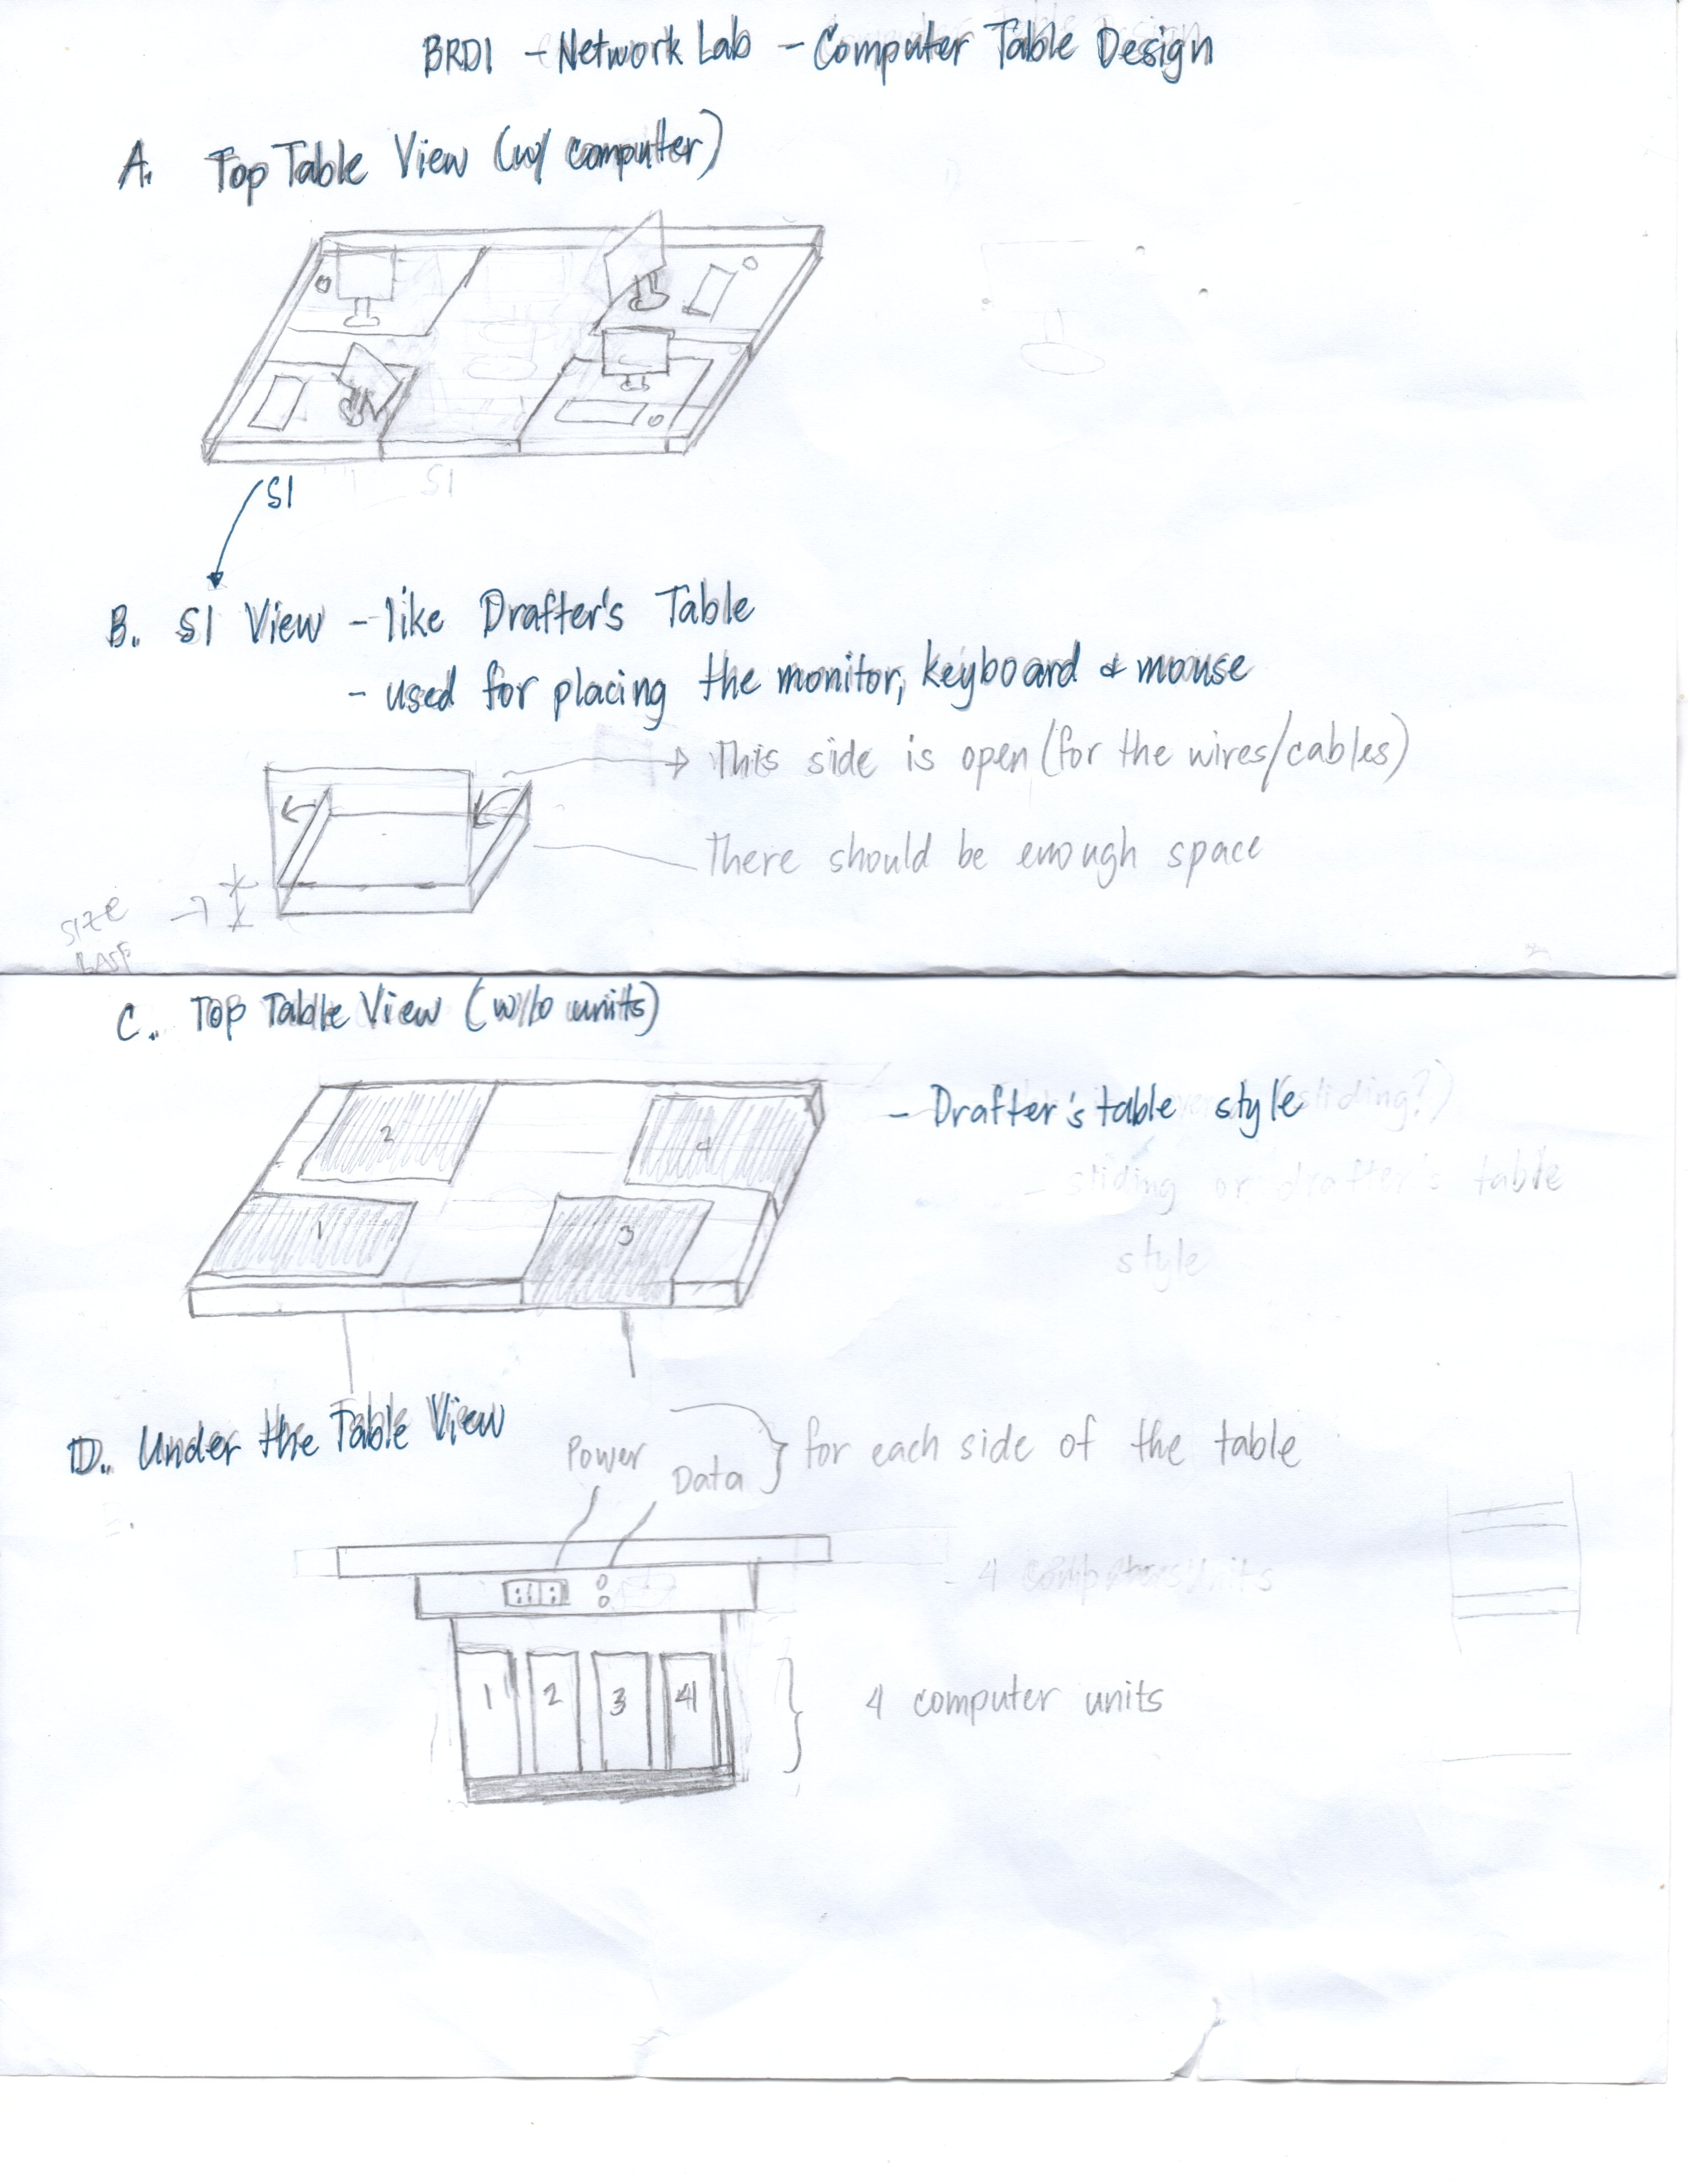 BRD1 - Network Lab - Computer Table Design
A. Top Table View (w/ computer)
S1
S1
B. S1 View - like Drafter's Table
- used for placing the monitor, keyboard & mouse
This side is open (for the wires/cables)
There should be enough space
size
C. Top Table View (w/o units)
- Drafter's table style
sliding?)
2
4
- sliding or drafter's table
style
1
3
D. Under the Table View
Power
Data
for each side of the table
- 4 computer units
1 2 3 4
4 computer units